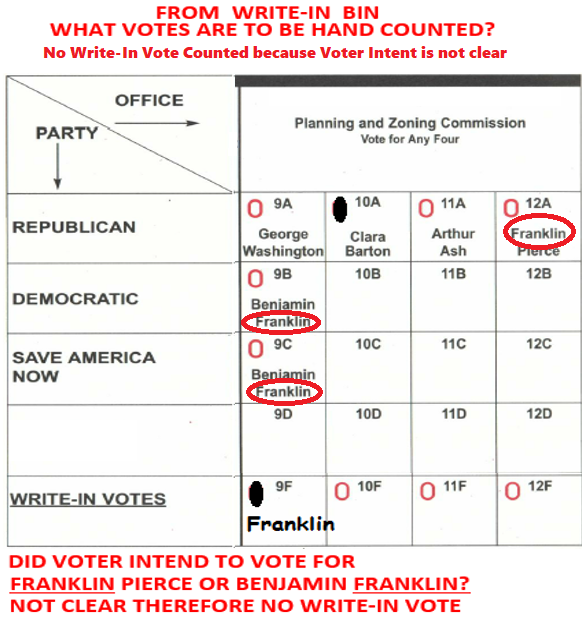 FROM WRITE-IN BIN
WHAT VOTES ARE TO BE HAND COUNTED?
No Write-In Vote Counted because Voter Intent is not clear
OFFICE
PARTY
Planning and Zoning Commission
Vote for Any Four
REPUBLICAN
9A
George
Washington
10A
Clara
Barton
11A
Arthur
Ash
12A
Franklin
Pierce
DEMOCRATIC
9B
Benjamin
Franklin
10B
11B
12B
SAVE AMERICA
NOW
9C
Benjamin
Franklin
10C
11C
12C
9D
10D
11D
12D
WRITE-IN VOTES
9F
Franklin
10F
11F
12F
DID VOTER INTEND TO VOTE FOR
FRANKLIN PIERCE OR BENJAMIN FRANKLIN?
NOT CLEAR THEREFORE NO WRITE-IN VOTE